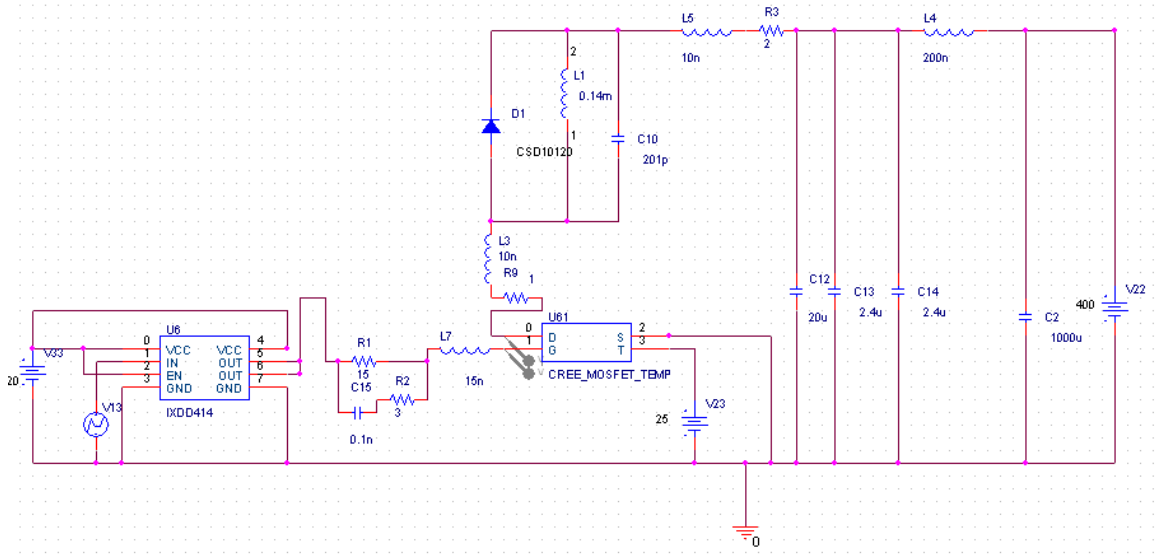 L5
10n
R3
2
L4
200n
2
L1
0.14m
1
D1
CSD10120
C10
201p
L3
10n
R9
1
C12
20u
C13
2.4u
C14
2.4u
C2
1000u
400
V22
V33
20
U6
0
1
2
3
VCC
IN
EN
GND
VCC
OUT
OUT
GND
4
5
6
7
IXDD414
V13
R1
15
C15
0.1n
R2
3
L7
15n
U61
0
1
D
G
S
T
2
3
V
V
CREE_MOSFET_TEMP
25
V23
0